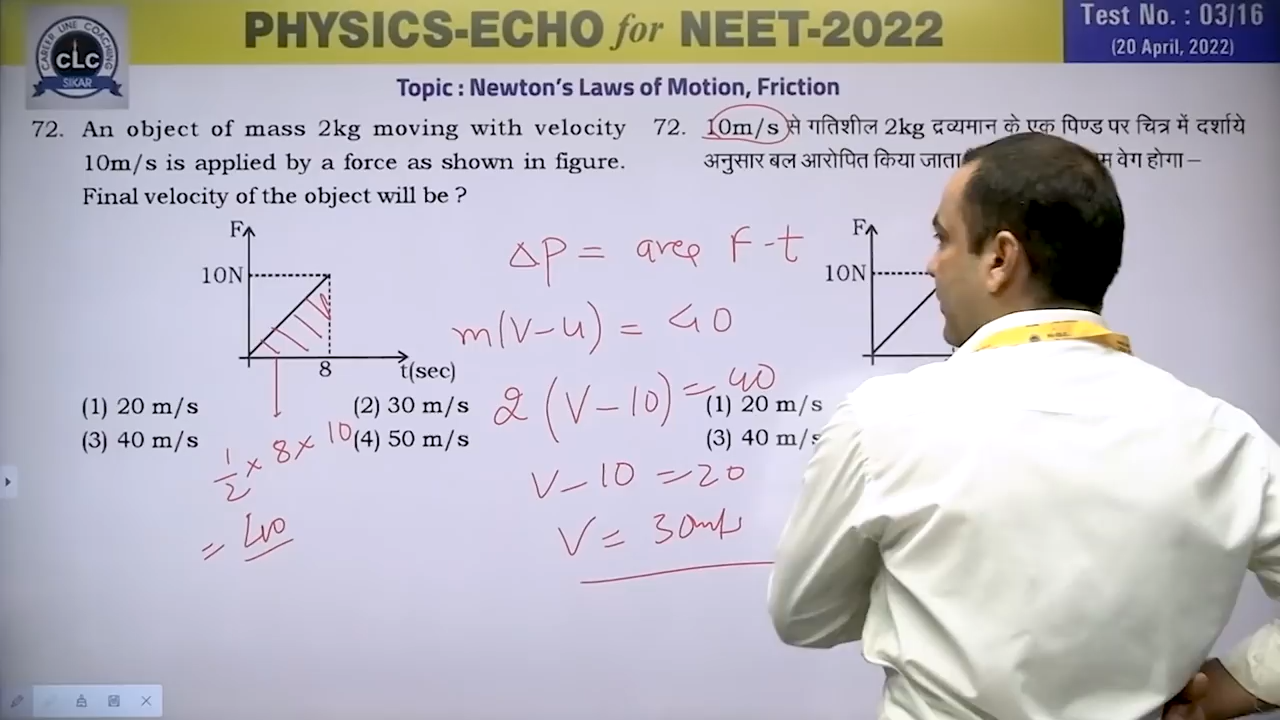 PHYSICS-ECHO for NEET-2022
Test No. : 03/16
(20 April, 2022)
CAREER LINE COACHING
CLC
SIKAR
Topic : Newton's Laws of Motion, Friction
72. An object of mass 2kg moving with velocity
10m/s is applied by a force as shown in figure.
Final velocity of the object will be ?
F
10N
8
t(sec)
(1) 20 m/s
(2) 30 m/s
(3) 40 m/s
(4) 50 m/s
1/2 × 8 × 10
= 40
Δp = area F-t
m(v-u) = 40
2 (v-10) = 40
v-10 = 20
v = 30m/s
72. 10m/s से गतिशील 2kg द्रव्यमान के एक पिण्ड पर चित्र में दर्शाये
अनुसार बल आरोपित किया जाता वेग होगा –
F
10N
(1) 20 m/s
(3) 40 m/s